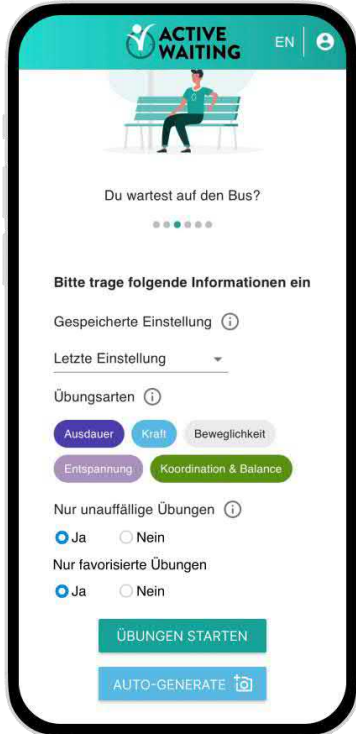 ACTIVE
WAITING
EN
Du wartest auf den Bus?
Bitte trage folgende Informationen ein
Gespeicherte Einstellung
Letzte Einstellung
Übungsarten
Ausdauer Kraft Beweglichkeit
Entspannung Koordination & Balance
Nur unauffällige Übungen
Ja Nein
Nur favorisierte Übungen
Ja Nein
ÜBUNGEN STARTEN
AUTO-GENERATE